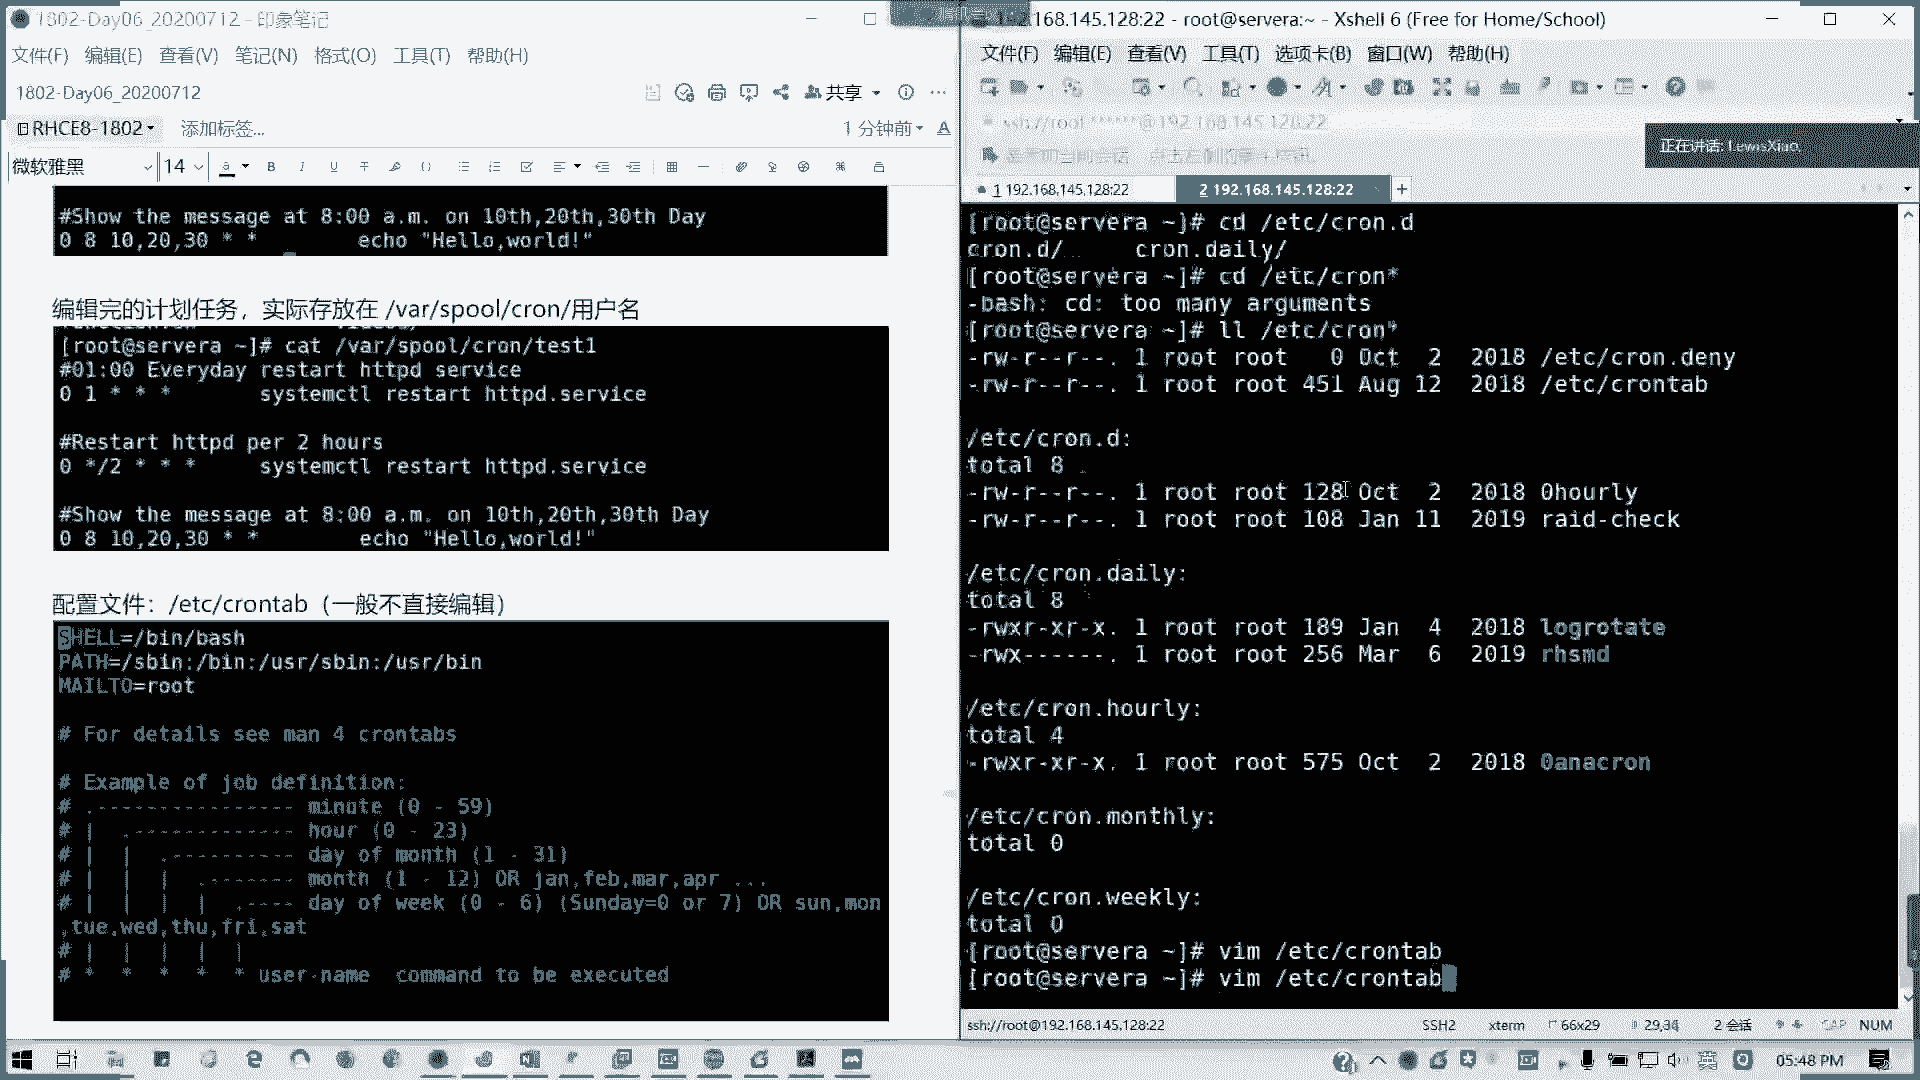 1802-Day06_20200712 - 印象笔记
文件(F) 编辑(E) 查看(V) 笔记(N) 格式(O) 工具(T) 帮助(H)
1802-Day06_20200712
共享
RHCE8-1802
添加标签...
1 分钟前
微软雅黑
14
#Show the message at 8:00 a.m. on 10th,20th,30th Day
0 8 10,20,30 * * echo "Hello,world!"
编辑完的计划任务，实际存放在 /var/spool/cron/用户名
[root@servera ~]# cat /var/spool/cron/test1
#01:00 Everyday restart httpd service
0 1 * * * systemctl restart httpd.service
#Restart httpd per 2 hours
0 */2 * * * systemctl restart httpd.service
#Show the message at 8:00 a.m. on 10th,20th,30th Day
0 8 10,20,30 * * echo "Hello,world!"
配置文件：/etc/crontab（一般不直接编辑）
SHELL=/bin/bash
PATH=/sbin:/bin:/usr/sbin:/usr/bin
MAILTO=root
# For details see man 4 crontabs
# Example of job definition:
# .---------------- minute (0 - 59)
# | .------------- hour (0 - 23)
# | | .---------- day of month (1 - 31)
# | | | .------- month (1 - 12) OR jan,feb,mar,apr ...
# | | | | .---- day of week (0 - 6) (Sunday=0 or 7) OR sun,mon
,tue,wed,thu,fri,sat
# | | | | |
# * * * * * user-name command to be executed
192.168.145.128:22 - root@servera:~ - Xshell 6 (Free for Home/School)
文件(F) 编辑(E) 查看(V) 工具(T) 选项卡(B) 窗口(W) 帮助(H)
ssh://root:******@192.168.145.128:22
正在讲话: LewisXiao,
1 192.168.145.128:22
2 192.168.145.128:22
[root@servera ~]# cd /etc/cron.d
cron.d/ cron.daily/
[root@servera ~]# cd /etc/cron*
-bash: cd: too many arguments
[root@servera ~]# ll /etc/cron*
-rw-r--r--. 1 root root 0 Oct 2 2018 /etc/cron.deny
-rw-r--r--. 1 root root 451 Aug 12 2018 /etc/crontab
/etc/cron.d:
total 8
-rw-r--r--. 1 root root 128 Oct 2 2018 0hourly
-rw-r--r--. 1 root root 108 Jan 11 2019 raid-check
/etc/cron.daily:
total 8
-rwxr-xr-x. 1 root root 189 Jan 4 2018 logrotate
-rwx------. 1 root root 256 Mar 6 2019 rhsmd
/etc/cron.hourly:
total 4
-rwxr-xr-x. 1 root root 575 Oct 2 2018 0anacron
/etc/cron.monthly:
total 0
/etc/cron.weekly:
total 0
[root@servera ~]# vim /etc/crontab
[root@servera ~]# vim /etc/crontab
ssh://root@192.168.145.128:22
SSH2
xterm
66x29
29,34
2 会话
CAP
NUM
英
05:48 PM